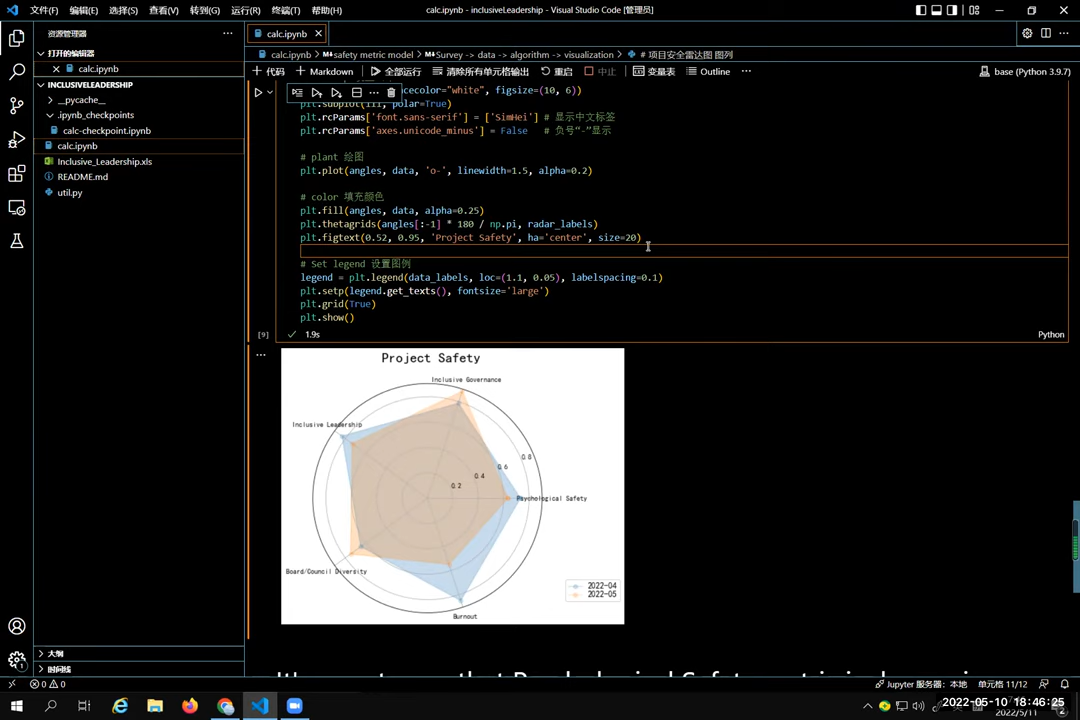 文件(F) 编辑(E) 选择(S) 查看(V) 转到(G) 运行(R) 终端(T) 帮助(H)
calc.ipynb - inclusiveLeadership - Visual Studio Code [管理员]
资源管理器
打开的编辑器
calc.ipynb
INCLUSIVELEADERSHIP
__pycache__
.ipynb_checkpoints
calc-checkpoint.ipynb
calc.ipynb
Inclusive_Leadership.xls
README.md
util.py
大纲
时间线
calc.ipynb
calc.ipynb > safety metric model > Survey -> data -> algorithm -> visualization > # 项目安全雷达图 图列
代码 Markdown 全部运行 清除所有单元格输出 重启 中止 变量表 Outline ···
base (Python 3.9.7)
cecolor="white", figsize=(10, 6))
plt.subplot(111, polar=True)
plt.rcParams['font.sans-serif'] = ['SimHei'] # 显示中文标签
plt.rcParams['axes.unicode_minus'] = False # 负号“-”显示
# plant 绘图
plt.plot(angles, data, 'o-', linewidth=1.5, alpha=0.2)
# color 填充颜色
plt.fill(angles, data, alpha=0.25)
plt.thetagrids(angles[:-1] * 180 / np.pi, radar_labels)
plt.figtext(0.52, 0.95, 'Project Safety', ha='center', size=20)
# Set legend 设置图例
legend = plt.legend(data_labels, loc=(1.1, 0.05), labelspacing=0.1)
plt.setp(legend.get_texts(), fontsize='large')
plt.grid(True)
plt.show()
[9]
1.9s
Python
Project Safety
Inclusive Governance
Inclusive Leadership
0.8
0.6
0.4
0.2
Psychological Safety
Board/Council Diversity
Burnout
2022-04
2022-05
0 0
Jupyter 服务器: 本地 单元格 11/12
2022-05-10 18:46:25
2022/5/11